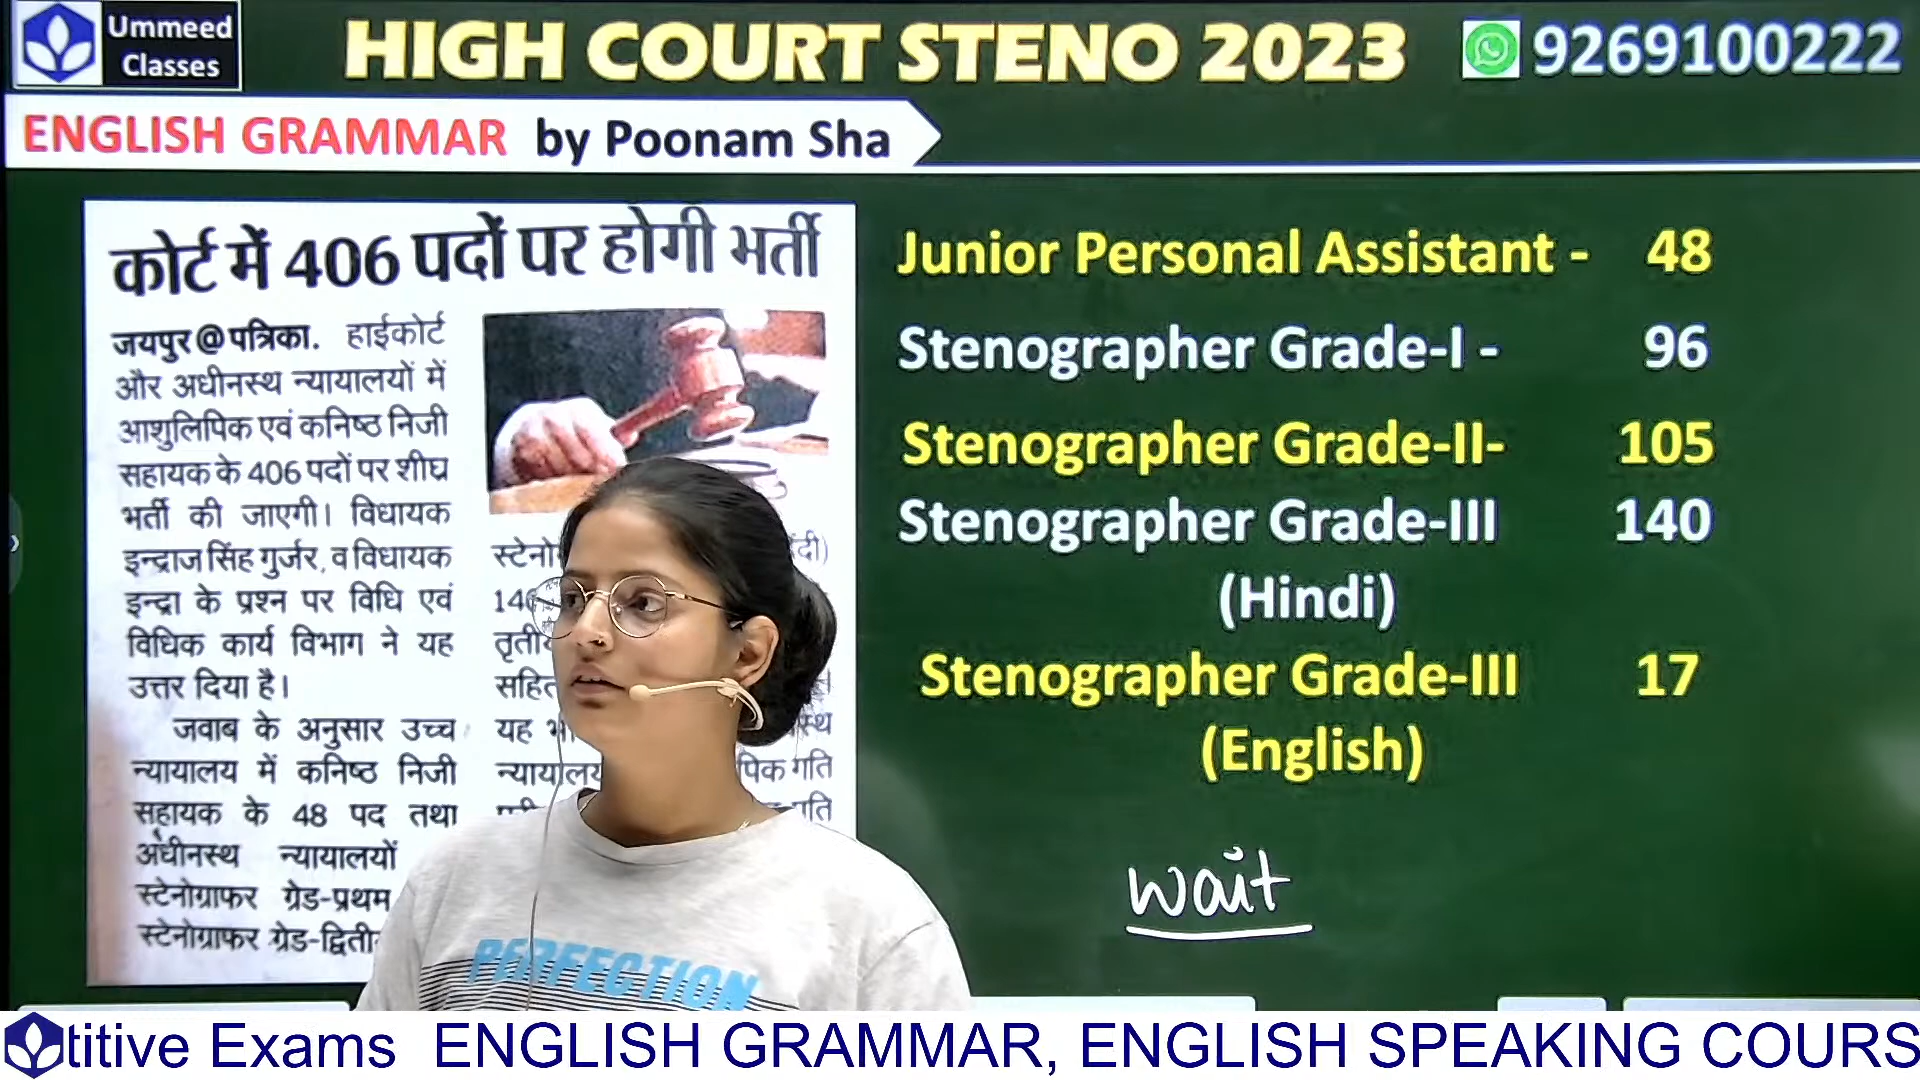 Ummeed
Classes
HIGH COURT STENO 2023
9269100222
ENGLISH GRAMMAR by Poonam Sha
कोर्ट में 406 पदों पर होगी भर्ती
जयपुर@पत्रिका. हाईकोर्ट
और अधीनस्थ न्यायालयों में
आशुलिपिक एवं कनिष्ठ निजी
सहायक के 406 पदों पर शीघ्र
भर्ती की जाएगी। विधायक
इन्द्राज सिंह गुर्जर, व विधायक
इन्द्रा के प्रश्न पर विधि एवं
विधिक कार्य विभाग ने यह
उत्तर दिया है।
जवाब के अनुसार उच्च
न्यायालय में कनिष्ठ निजी
सहायक के 48 पद तथा
अधीनस्थ न्यायालयों
स्टेनोग्राफर ग्रेड-प्रथम
स्टेनोग्राफर ग्रेड-द्विती
यह
गति
Junior Personal Assistant - 48
Stenographer Grade-I - 96
Stenographer Grade-II- 105
Stenographer Grade-III 140
(Hindi)
Stenographer Grade-III 17
(English)
wait
PERFECTION
titive Exams ENGLISH GRAMMAR, ENGLISH SPEAKING COURS